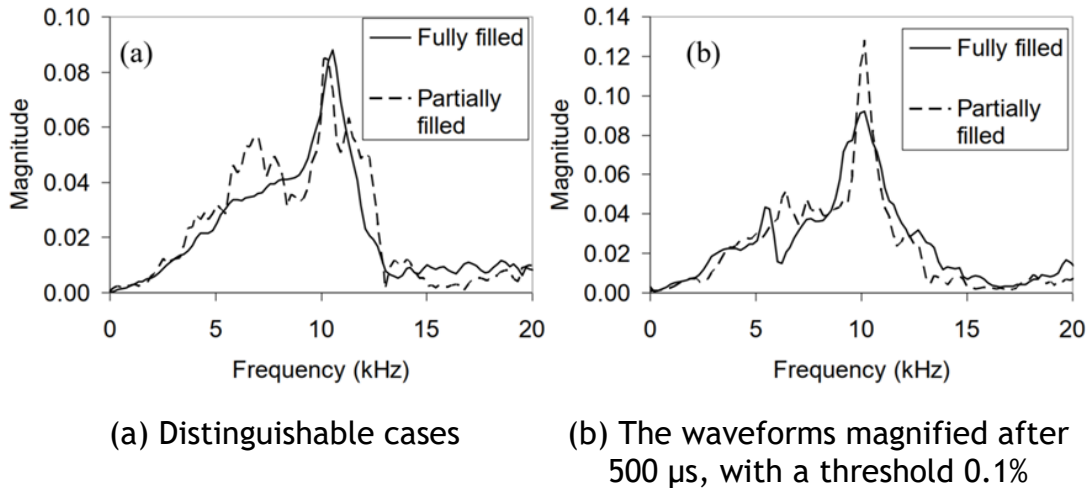 0.10
0.08
0.06
0.04
0.02
0.00
Magnitude
(a)
Fully filled
Partially
filled
0
5
10
15
20
Frequency (kHz)
0.14
0.12
0.10
0.08
0.06
0.04
0.02
0.00
Magnitude
(b)
Fully filled
Partially
filled
0
5
10
15
20
Frequency (kHz)
(a) Distinguishable cases
(b) The waveforms magnified after
500 µs, with a threshold 0.1%